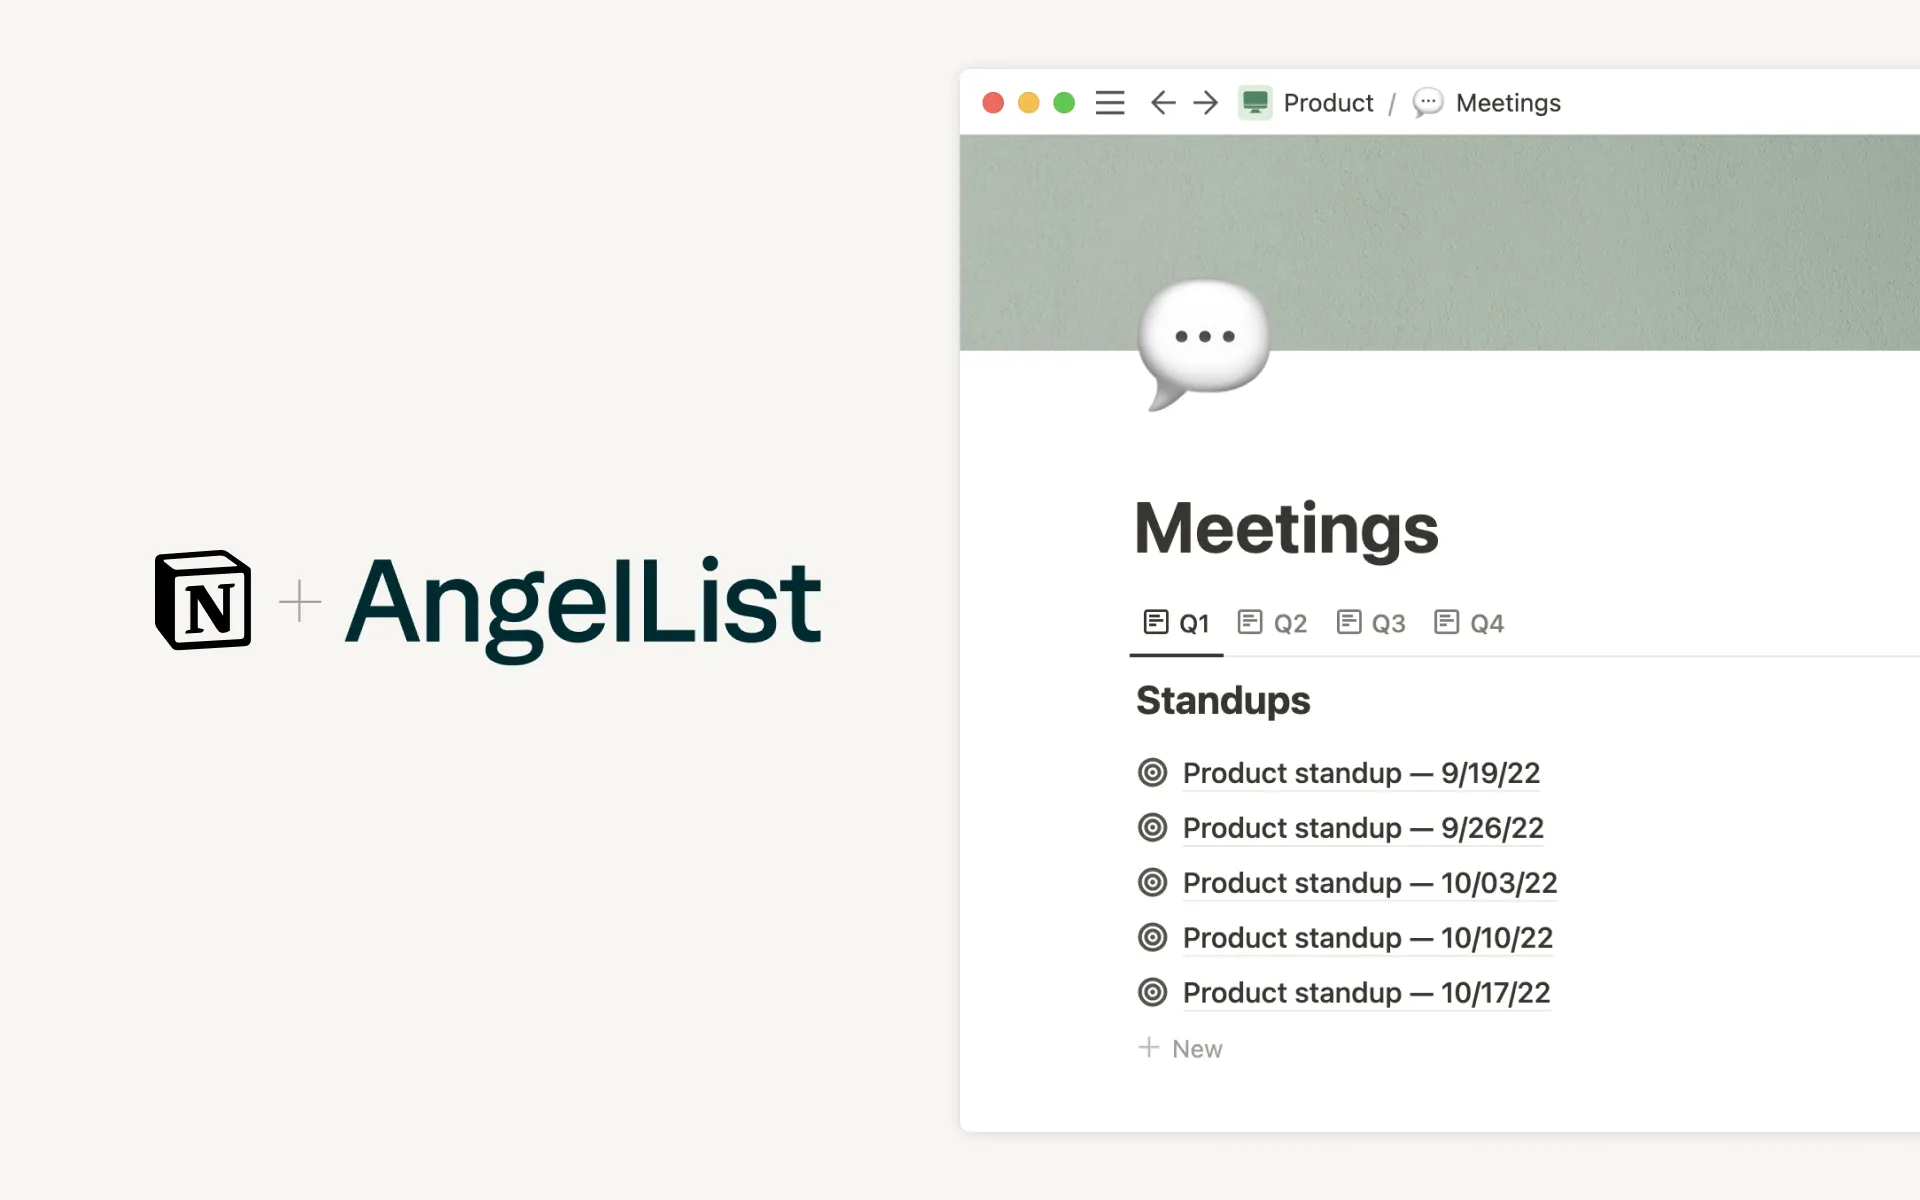 N + AngelList
Product / Meetings
Meetings
Q1 Q2 Q3 Q4
Standups
Product standup — 9/19/22
Product standup — 9/26/22
Product standup — 10/03/22
Product standup — 10/10/22
Product standup — 10/17/22
+ New